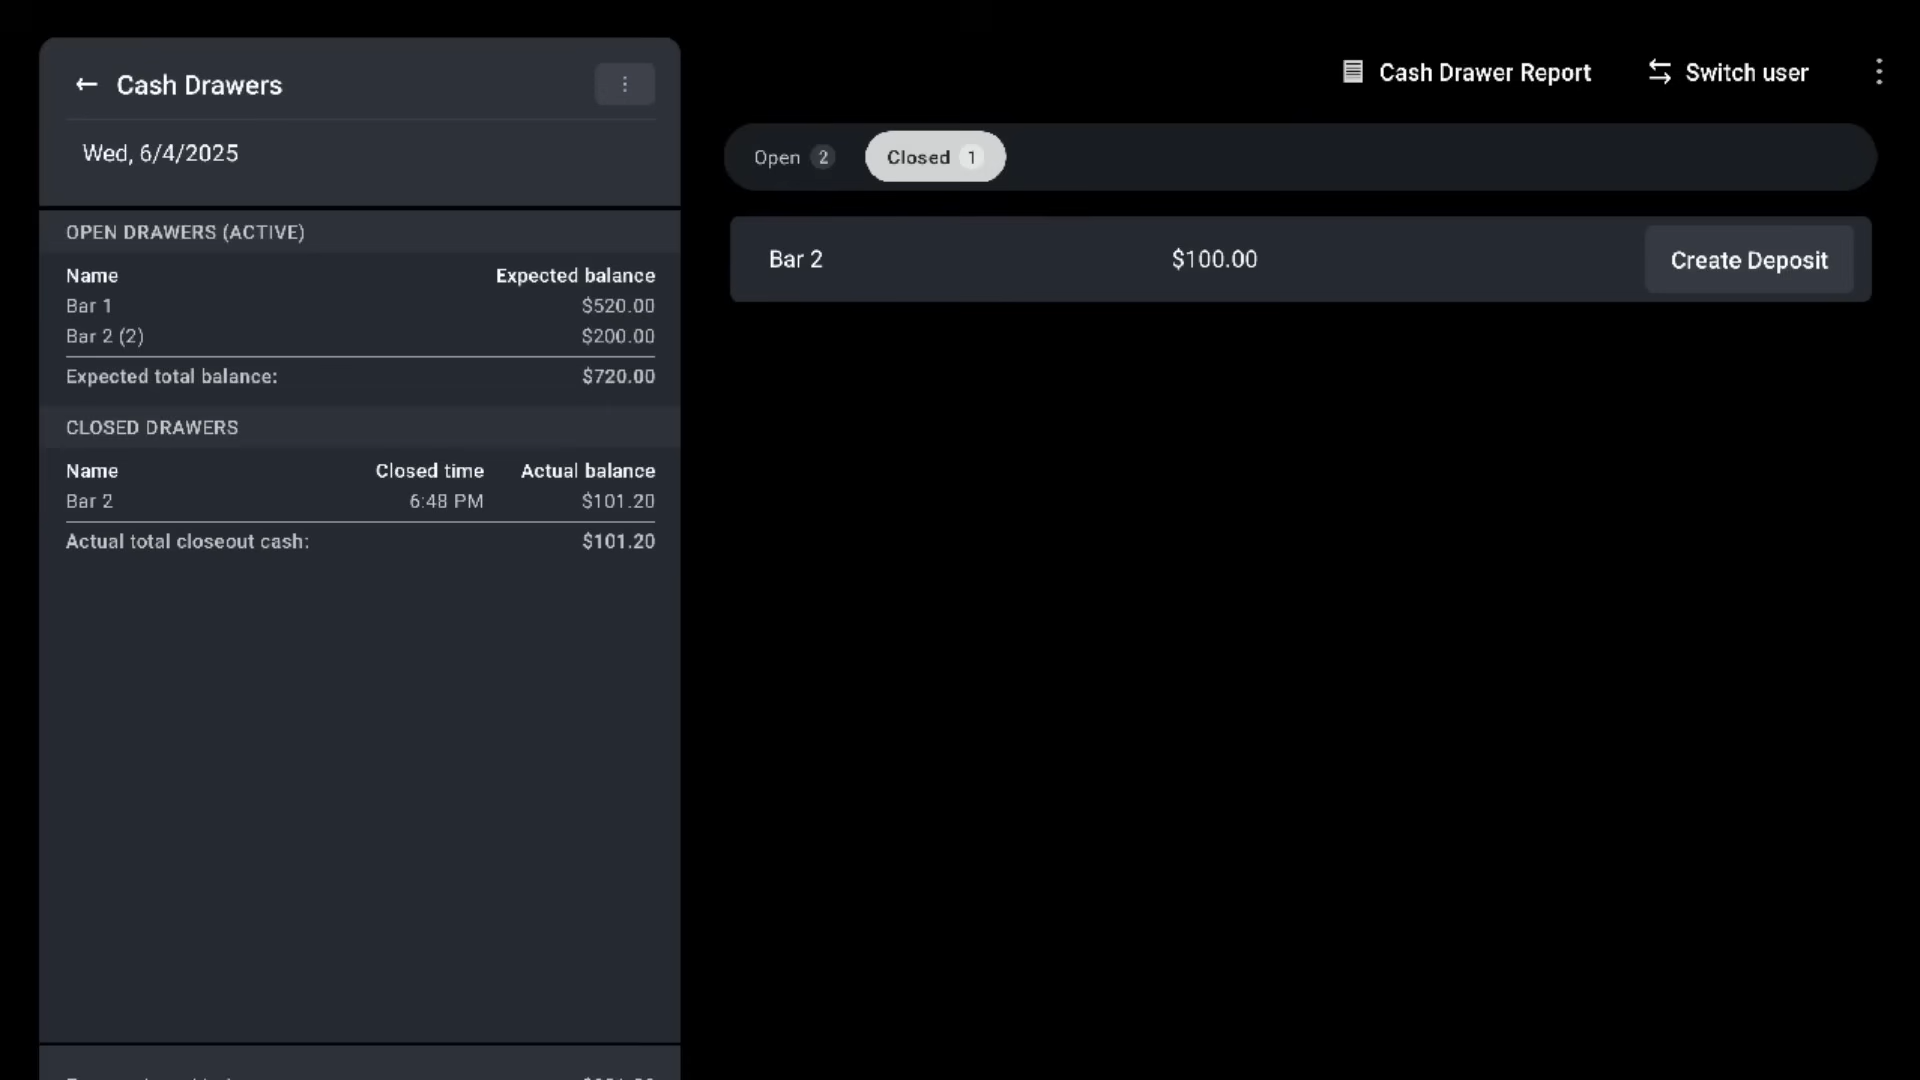 Cash Drawers
Wed, 6/4/2025
OPEN DRAWERS (ACTIVE)
Name Expected balance
Bar 1 $520.00
Bar 2 (2) $200.00
Expected total balance: $720.00
CLOSED DRAWERS
Name Closed time Actual balance
Bar 2 6:48 PM $101.20
Actual total closeout cash: $101.20
Cash Drawer Report Switch user
Open 2 Closed 1
Bar 2 $100.00 Create Deposit